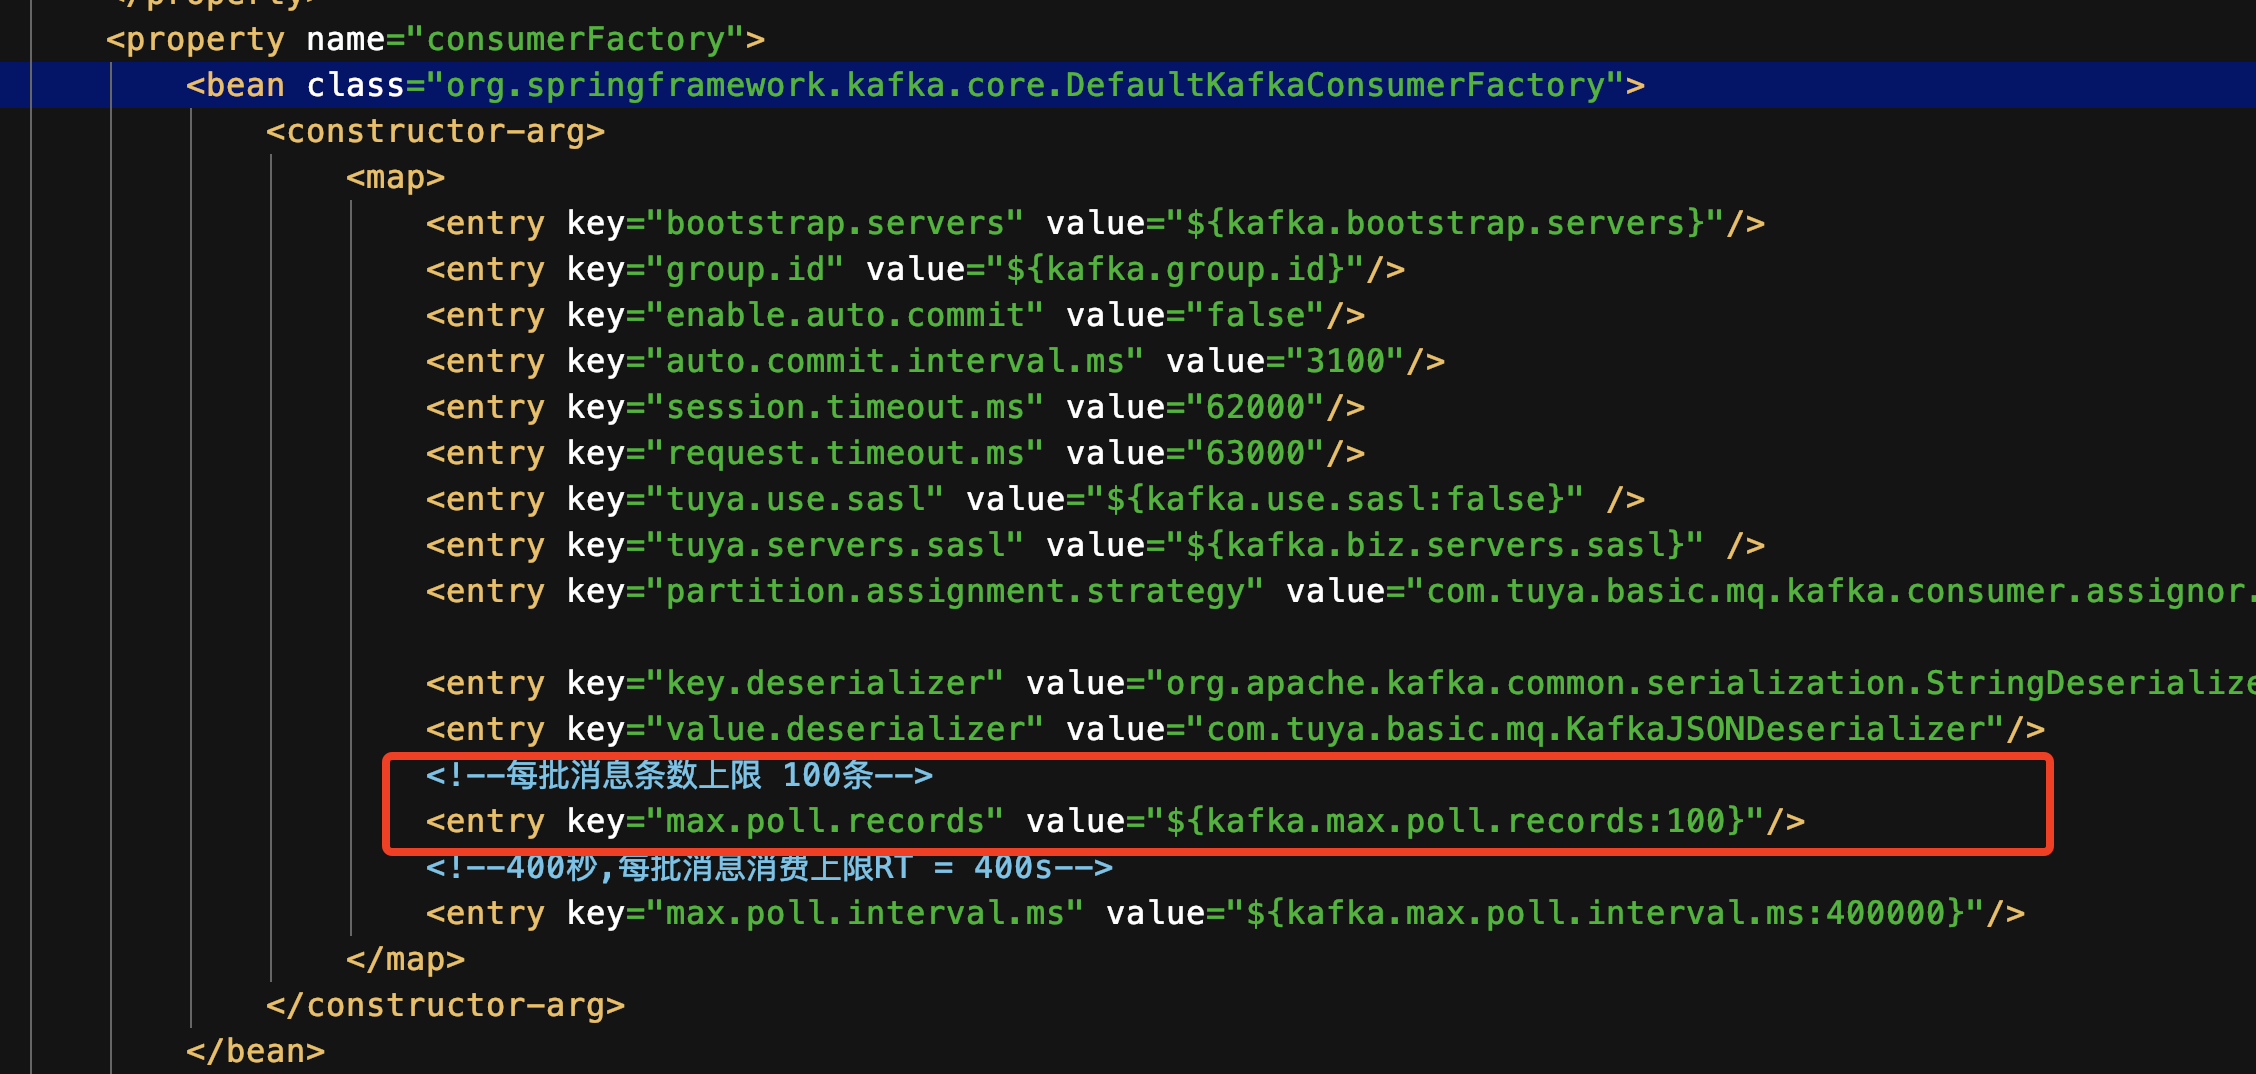 </property>
<property name="consumerFactory">
<bean class="org.springframework.kafka.core.DefaultKafkaConsumerFactory">
<constructor-arg>
<map>
<entry key="bootstrap.servers" value="${kafka.bootstrap.servers}"/>
<entry key="group.id" value="${kafka.group.id}"/>
<entry key="enable.auto.commit" value="false"/>
<entry key="auto.commit.interval.ms" value="3100"/>
<entry key="session.timeout.ms" value="62000"/>
<entry key="request.timeout.ms" value="63000"/>
<entry key="tuya.use.sasl" value="${kafka.use.sasl:false}" />
<entry key="tuya.servers.sasl" value="${kafka.biz.servers.sasl}" />
<entry key="partition.assignment.strategy" value="com.tuya.basic.mq.kafka.consumer.assignor.
<entry key="key.deserializer" value="org.apache.kafka.common.serialization.StringDeserialize
<entry key="value.deserializer" value="com.tuya.basic.mq.KafkaJSONDeserializer"/>
<!--每批消息条数上限 100条-->
<entry key="max.poll.records" value="${kafka.max.poll.records:100}"/>
<!--400秒,每批消息消费上限RT = 400s-->
<entry key="max.poll.interval.ms" value="${kafka.max.poll.interval.ms:400000}"/>
</map>
</constructor-arg>
</bean>